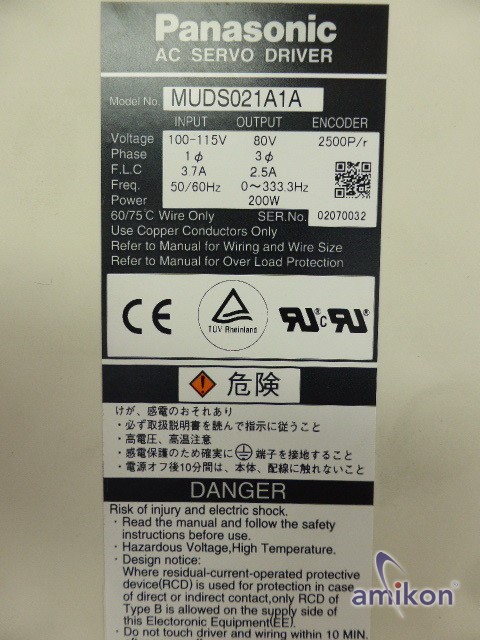 Panasonic
AC SERVO DRIVER
Model No. MUDS021A1A
INPUT OUTPUT ENCODER
Voltage 100-115V 80V 2500P/r
Phase 1ϕ 3ϕ
F.L.C 3.7A 2.5A
Freq. 50/60Hz 0～333.3Hz
Power 200W
60/75℃ Wire Only SER.No. 02070032
Use Copper Conductors Only
Refer to Manual for Wiring and Wire Size
Refer to Manual for Over Load Protection
CE
TÜV Rheinland
c
危険
けが、感電のおそれあり
・必ず取扱説明書を読んで指示に従うこと
・高電圧、高温注意
・感電保護のため確実に端子を接地すること
・電源オフ後10分間は、本体、配線に触れないこと
DANGER
Risk of injury and electric shock.
・Read the manual and follow the safety
instructions before use.
・Hazardous Voltage,High Temperature.
・Design notice:
Where residual-current-operated protective
device(RCD) is used for protection in case
of direct or indirect contact,only RCD of
Type B is allowed on the supply side of
this Electoronic Equipment(EE).
・Do not touch driver and wiring within 10 MIN.
amikon®